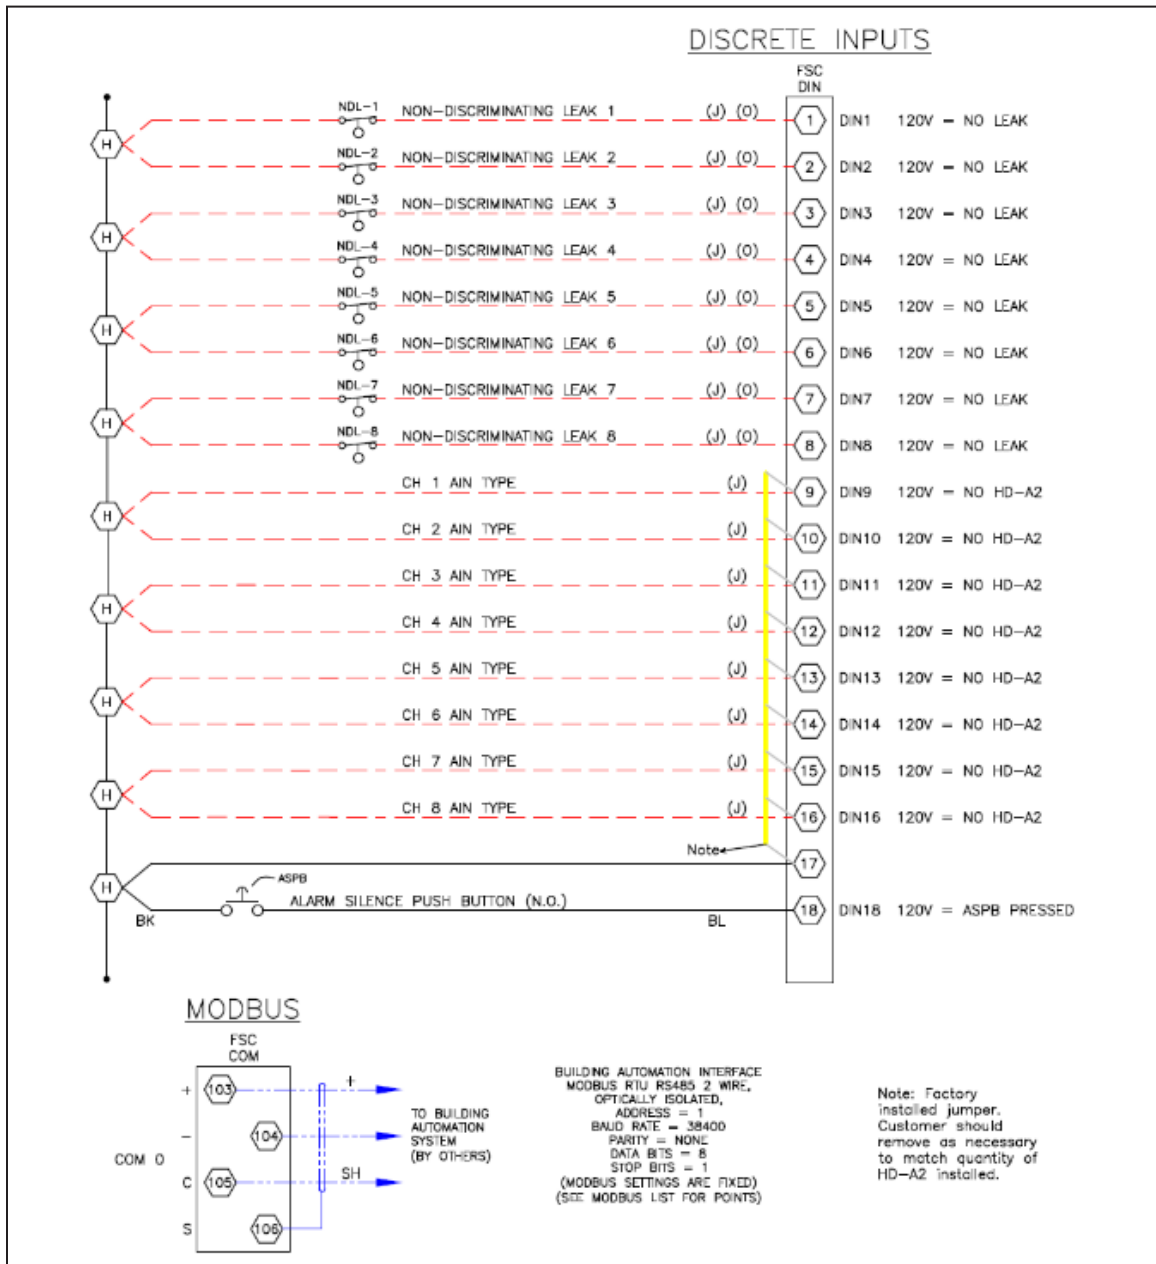 DISCRETE INPUTS
FSC
DIN
H
NDL-1 NON-DISCRIMINATING LEAK 1 (J) (O) 1 DIN1 120V = NO LEAK
NDL-2 NON-DISCRIMINATING LEAK 2 (J) (O) 2 DIN2 120V = NO LEAK
H
NDL-3 NON-DISCRIMINATING LEAK 3 (J) (O) 3 DIN3 120V = NO LEAK
NDL-4 NON-DISCRIMINATING LEAK 4 (J) (O) 4 DIN4 120V = NO LEAK
H
NDL-5 NON-DISCRIMINATING LEAK 5 (J) (O) 5 DIN5 120V = NO LEAK
NDL-6 NON-DISCRIMINATING LEAK 6 (J) (O) 6 DIN6 120V = NO LEAK
H
NDL-7 NON-DISCRIMINATING LEAK 7 (J) (O) 7 DIN7 120V = NO LEAK
NDL-8 NON-DISCRIMINATING LEAK 8 (J) (O) 8 DIN8 120V = NO LEAK
H
CH 1 AIN TYPE (J) 9 DIN9 120V = NO HD-A2
CH 2 AIN TYPE (J) 10 DIN10 120V = NO HD-A2
H
CH 3 AIN TYPE (J) 11 DIN11 120V = NO HD-A2
CH 4 AIN TYPE (J) 12 DIN12 120V = NO HD-A2
H
CH 5 AIN TYPE (J) 13 DIN13 120V = NO HD-A2
CH 6 AIN TYPE (J) 14 DIN14 120V = NO HD-A2
H
CH 7 AIN TYPE (J) 15 DIN15 120V = NO HD-A2
CH 8 AIN TYPE (J) 16 DIN16 120V = NO HD-A2
Note 17
H
ASPB
ALARM SILENCE PUSH BUTTON (N.O.)
BK BL 18 DIN18 120V = ASPB PRESSED
MODBUS
FSC
COM
+ 103 +
- 104
COM 0
C 105 SH
S 106
TO BUILDING
AUTOMATION
SYSTEM
(BY OTHERS)
BUILDING AUTOMATION INTERFACE
MODBUS RTU RS485 2 WIRE,
OPTICALLY ISOLATED,
ADDRESS = 1
BAUD RATE = 38400
PARITY = NONE
DATA BITS = 8
STOP BITS = 1
(MODBUS SETTINGS ARE FIXED)
(SEE MODBUS LIST FOR POINTS)
Note: Factory
installed jumper.
Customer should
remove as necessary
to match quantity of
HD-A2 installed.